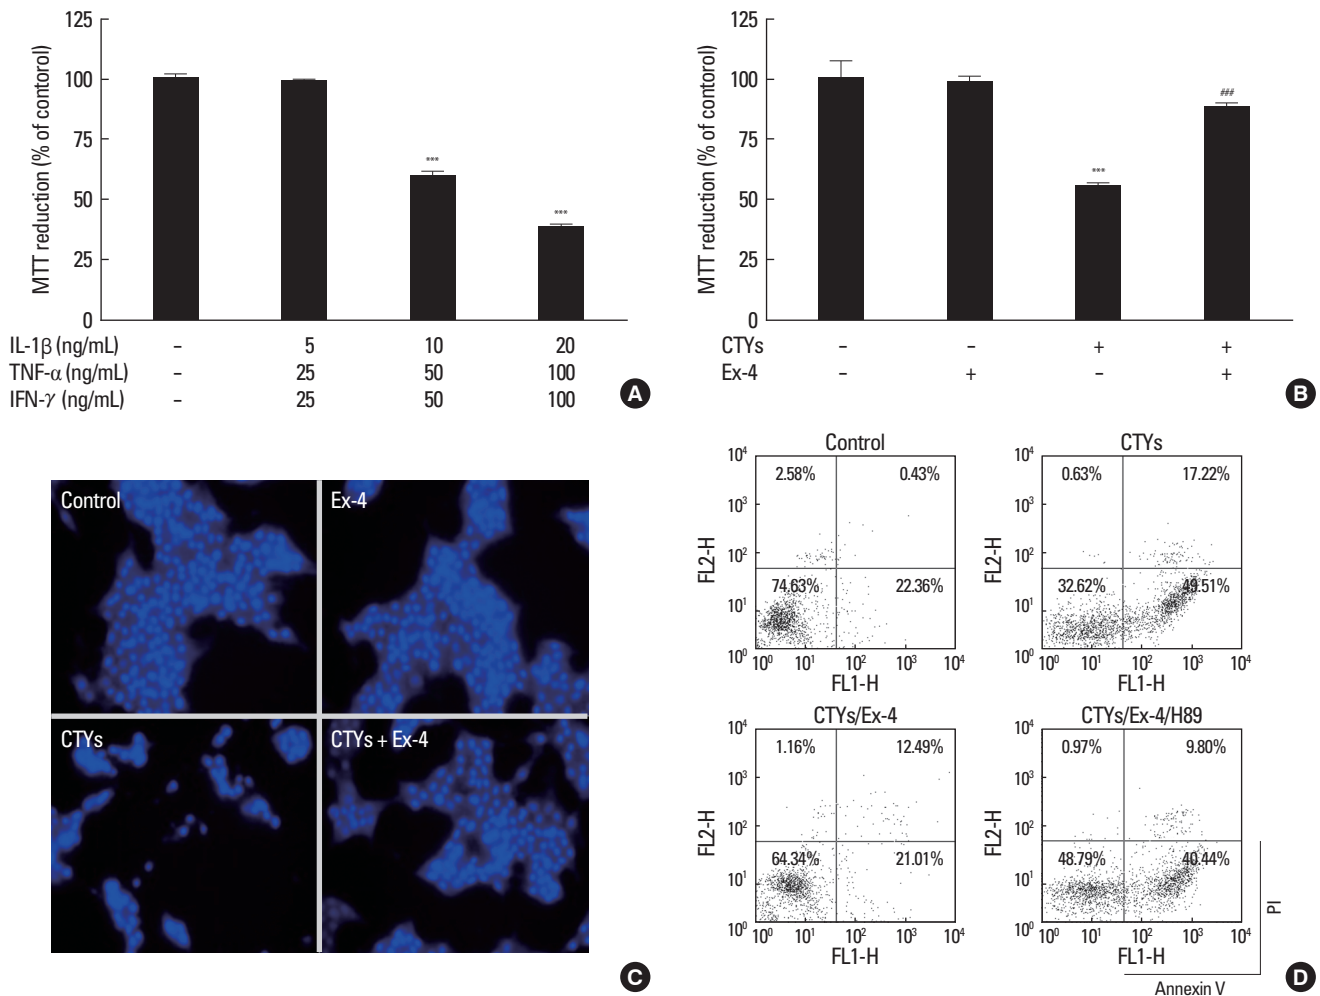 125
100
75
50
25
0
MTT reduction (% of contorol)
***
***
IL-1β (ng/mL) – 5 10 20
TNF-α (ng/mL) – 25 50 100
IFN-γ (ng/mL) – 25 50 100
A
125
100
75
50
25
0
MTT reduction (% of contorol)
***
###
CTYs – – + +
Ex-4 – + – +
B
Control
Ex-4
CTYs
CTYs + Ex-4
C
Control
2.58% 0.43%
74.63% 22.36%
10⁴
10³
10²
10¹
10⁰
FL2-H
10⁰ 10¹ 10² 10³ 10⁴
FL1-H
CTYs
0.63% 17.22%
32.62% 49.51%
10⁴
10³
10²
10¹
10⁰
FL2-H
10⁰ 10¹ 10² 10³ 10⁴
FL1-H
CTYs/Ex-4
1.16% 12.49%
64.34% 21.01%
10⁴
10³
10²
10¹
10⁰
FL2-H
10⁰ 10¹ 10² 10³ 10⁴
FL1-H
CTYs/Ex-4/H89
0.97% 9.80%
48.79% 40.44%
10⁴
10³
10²
10¹
10⁰
FL2-H
10⁰ 10¹ 10² 10³ 10⁴
FL1-H
PI
Annexin V
D